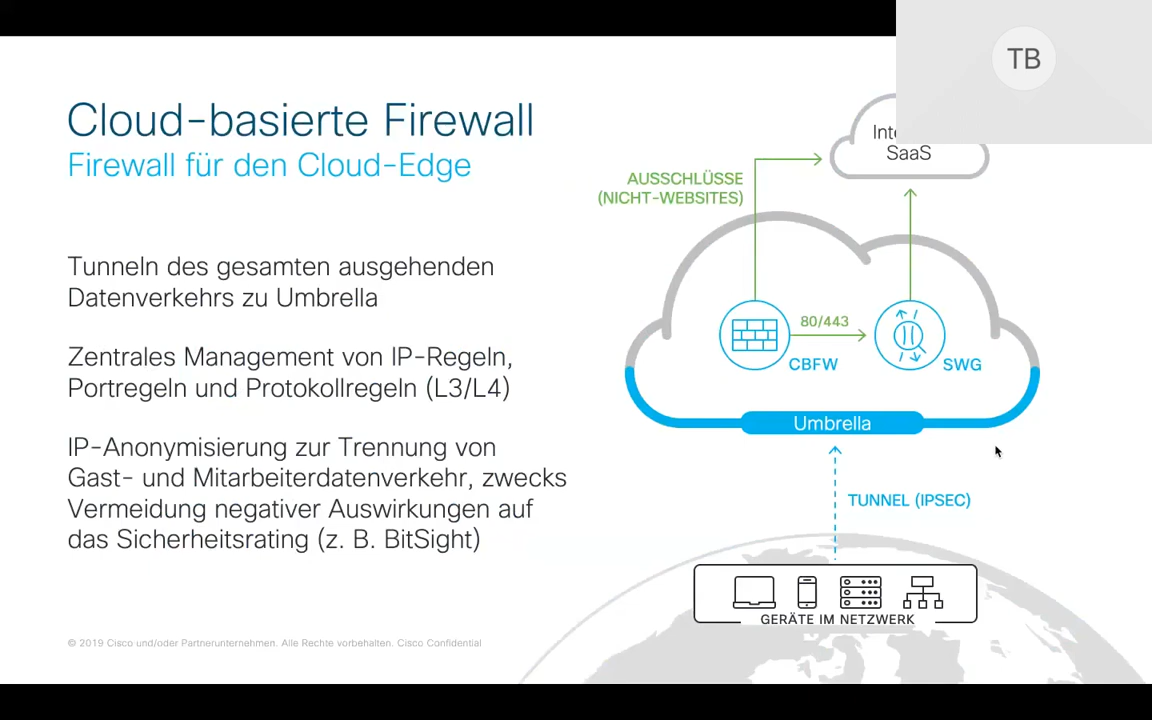 TB
Cloud-basierte Firewall
Firewall für den Cloud-Edge
Tunneln des gesamten ausgehenden
Datenverkehrs zu Umbrella
Zentrales Management von IP-Regeln,
Portregeln und Protokollregeln (L3/L4)
IP-Anonymisierung zur Trennung von
Gast- und Mitarbeiterdatenverkehr, zwecks
Vermeidung negativer Auswirkungen auf
das Sicherheitsrating (z. B. BitSight)
SaaS
AUSSCHLÜSSE
(NICHT-WEBSITES)
80/443
CBFW
SWG
Umbrella
TUNNEL (IPSEC)
GERÄTE IM NETZWERK
© 2019 Cisco und/oder Partnerunternehmen. Alle Rechte vorbehalten. Cisco Confidential